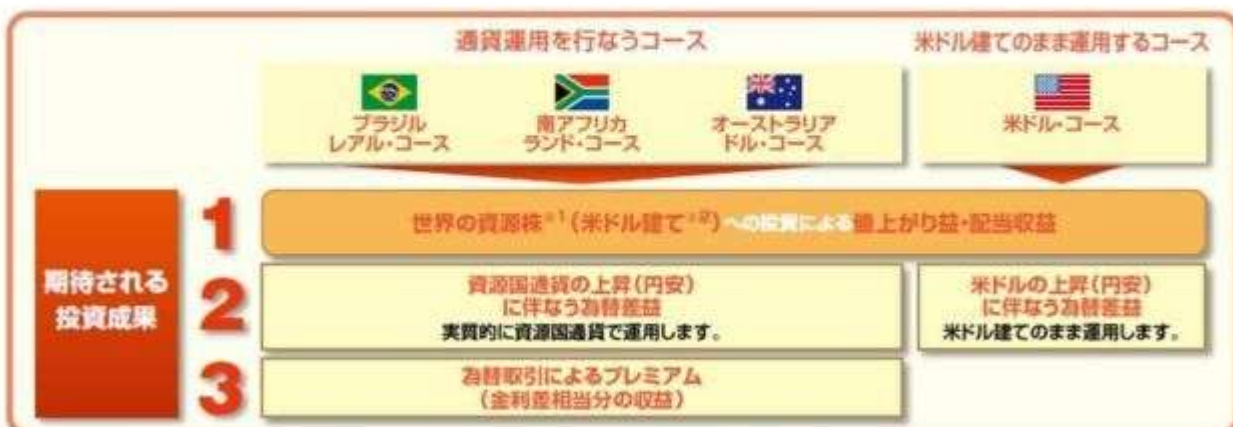 通貨運用を行なうコース
米ドル建てのまま運用するコース
ブラジル
レアル・コース
南アフリカ
ランド・コース
オーストラリア
ドル・コース
米ドル・コース
期待される
投資成果
1
世界の資源株※1(米ドル建て※2)への投資による値上がり益・配当収益
2
資源国通貨の上昇(円安)
に伴なう為替差益
実質的に資源国通貨で運用します。
米ドルの上昇(円安)
に伴なう為替差益
米ドル建てのまま運用します。
3
為替取引によるプレミアム
(金利差相当分の収益)